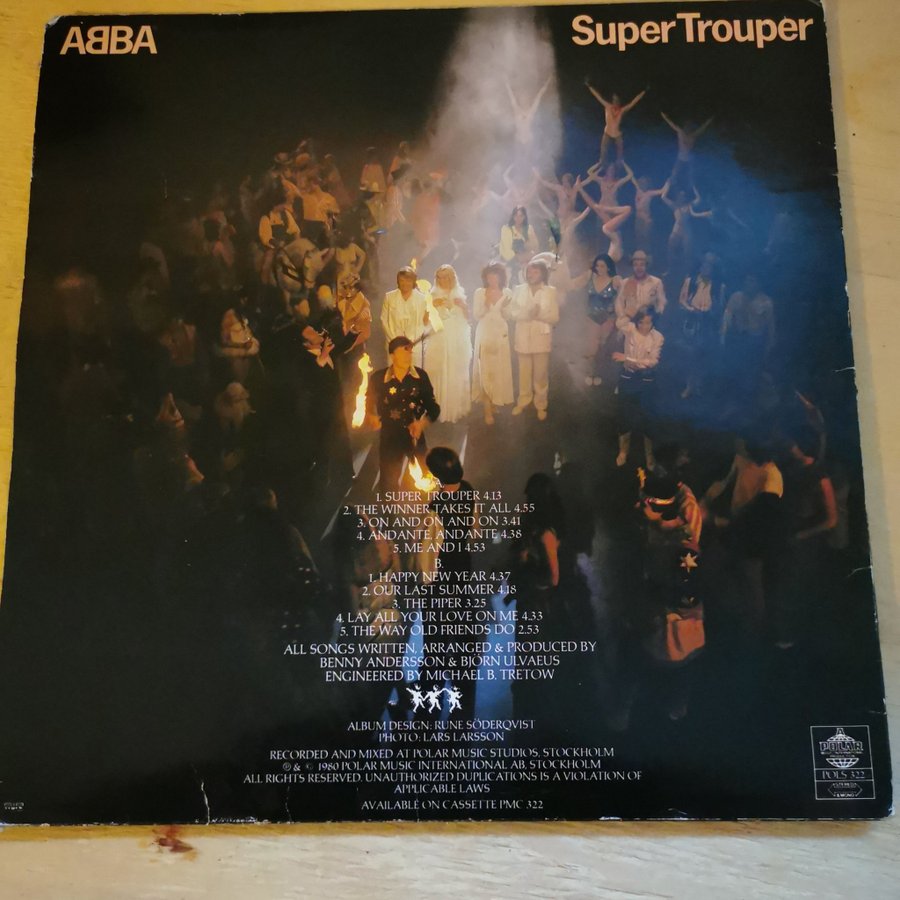 ABBA
Super Trouper
A.
1. SUPER TROUPER 4.13
2. THE WINNER TAKES IT ALL 4.55
3. ON AND ON AND ON 3.41
4. ANDANTE, ANDANTE 4.38
5. ME AND I 4.53
B.
1. HAPPY NEW YEAR 4.37
2. OUR LAST SUMMER 4.18
3. THE PIPER 3.25
4. LAY ALL YOUR LOVE ON ME 4.33
5. THE WAY OLD FRIENDS DO 2.53
ALL SONGS WRITTEN, ARRANGED & PRODUCED BY
BENNY ANDERSSON & BJÖRN ULVAEUS
ENGINEERED BY MICHAEL B. TRETOW
ALBUM DESIGN: RUNE SÖDERQVIST
PHOTO: LARS LARSSON
RECORDED AND MIXED AT POLAR MUSIC STUDIOS, STOCKHOLM
℗ & © 1980 POLAR MUSIC INTERNATIONAL AB, STOCKHOLM
ALL RIGHTS RESERVED. UNAUTHORIZED DUPLICATIONS IS A VIOLATION OF
APPLICABLE LAWS
AVAILABLE ON CASSETTE PMC 322
POLAR
POLS 322